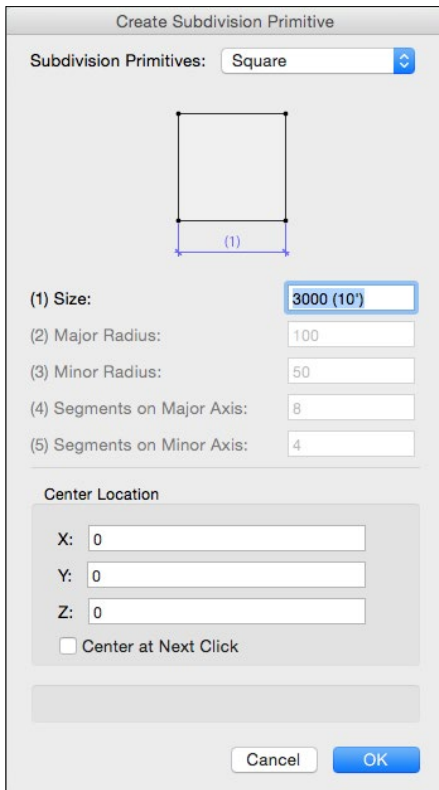 Create Subdivision Primitive
Subdivision Primitives: Square
(1)
(1) Size: 3000 (10')
(2) Major Radius: 100
(3) Minor Radius: 50
(4) Segments on Major Axis: 8
(5) Segments on Minor Axis: 4
Center Location
X: 0
Y: 0
Z: 0
Center at Next Click
Cancel OK